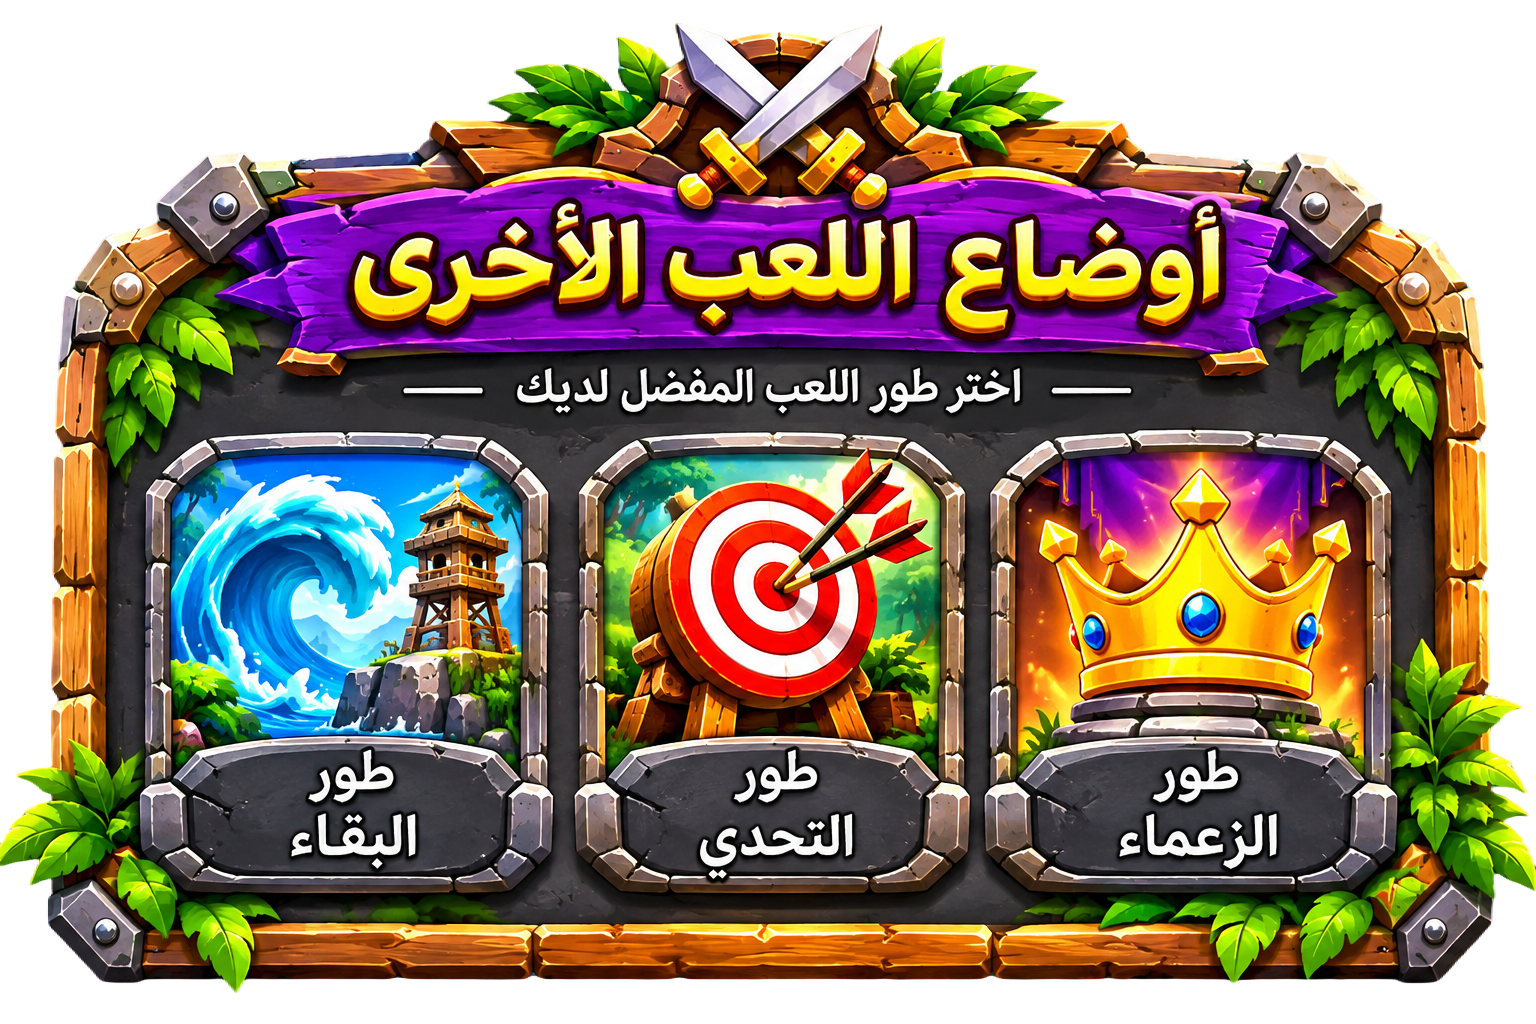 أوضاع اللعب الأخرى
اختر طور اللعب المفضل لديك
طور
الزعماء
طور
التحدي
طور
البقاء